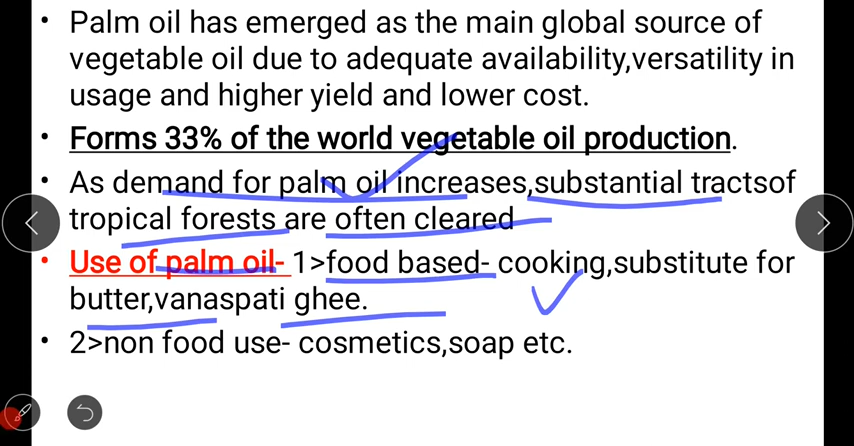 • Palm oil has emerged as the main global source of
vegetable oil due to adequate availability,versatility in
usage and higher yield and lower cost.
• Forms 33% of the world vegetable oil production.
• As demand for palm oil increases,substantial tractsof
tropical forests are often cleared
• Use of palm oil- 1>food based- cooking,substitute for
butter,vanaspati ghee.
• 2>non food use- cosmetics,soap etc.